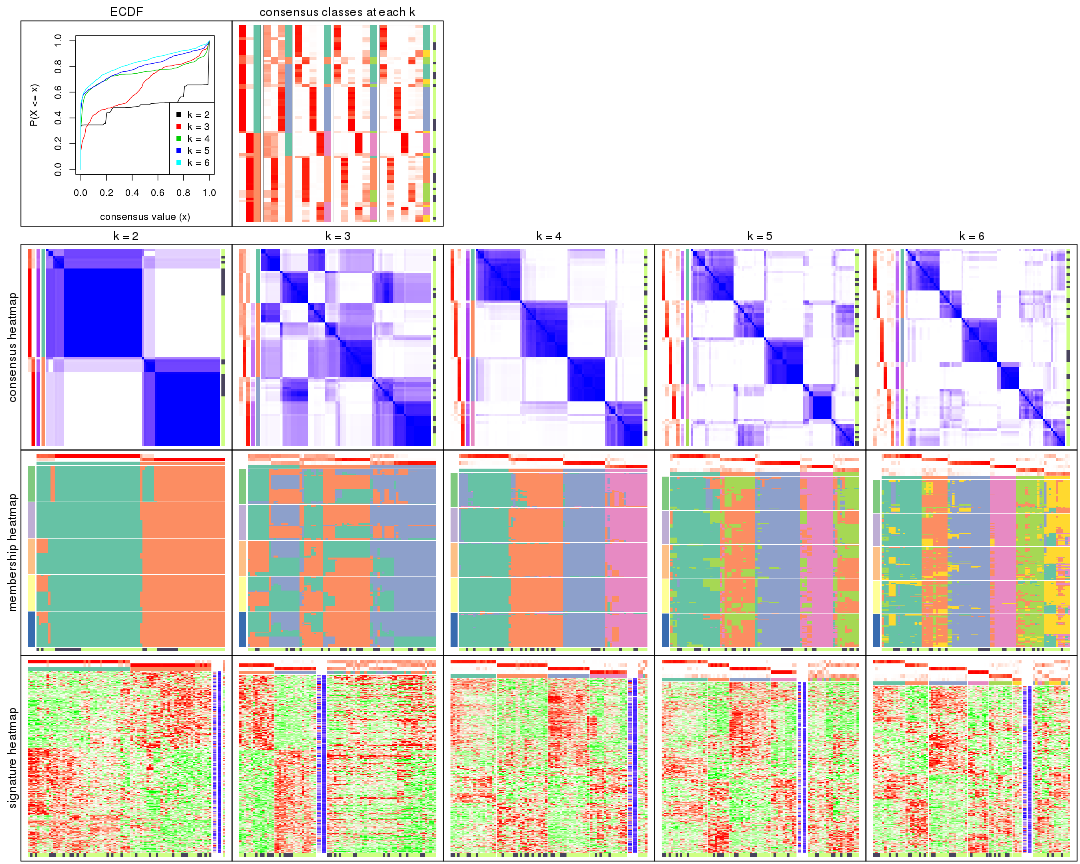 ECDF
consensus classes at each k
P(X <= x)
0.0
0.2
0.4
0.6
0.8
1.0
k = 2
k = 3
k = 4
k = 5
k = 6
0.0 0.2 0.4 0.6 0.8 1.0
consensus value (x)
k = 2
k = 3
k = 4
k = 5
k = 6
consensus heatmap
membership heatmap
signature heatmap